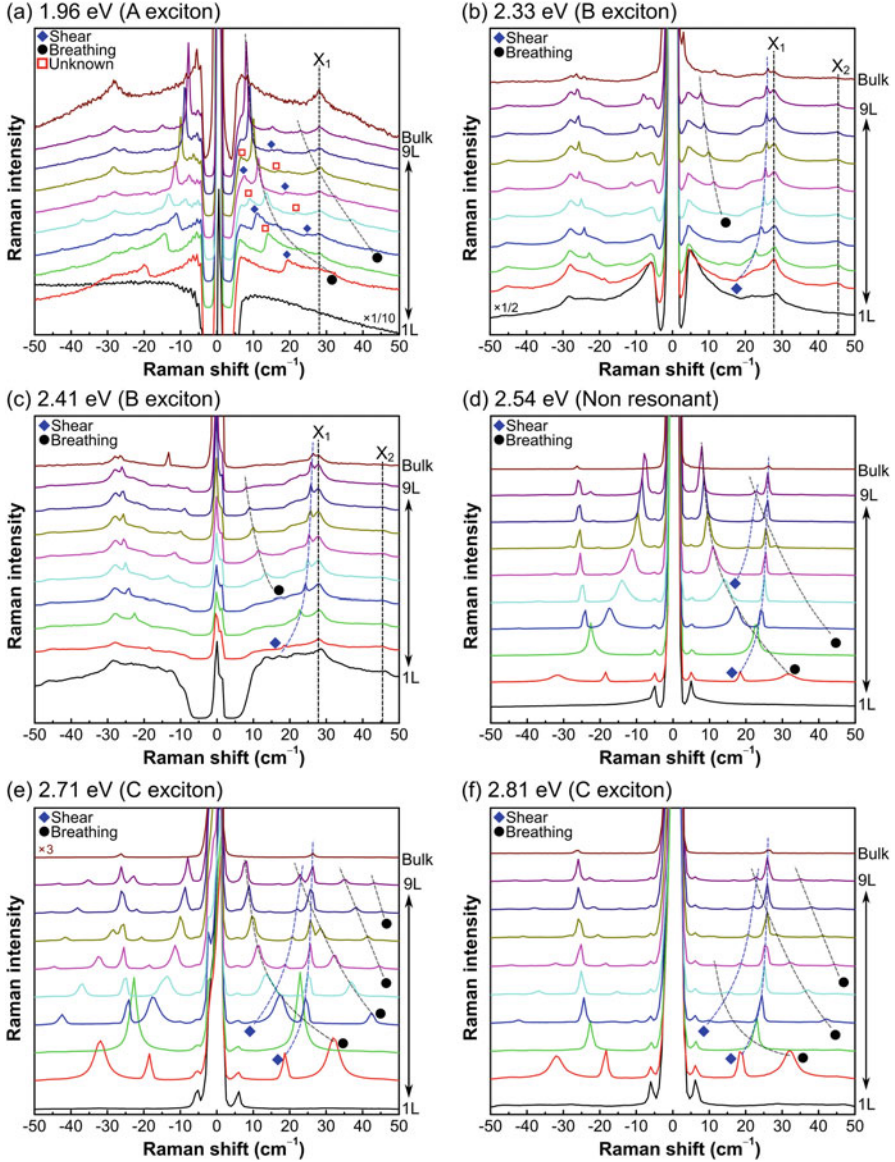 (a) 1.96 eV (A exciton)
Shear
Breathing
Unknown
X₁
Bulk
9L
1L
×1/10
Raman intensity
-50 -40 -30 -20 -10 0 10 20 30 40 50
Raman shift (cm⁻¹)
(b) 2.33 eV (B exciton)
Shear
Breathing
X₁
X₂
Bulk
9L
1L
×1/2
Raman intensity
-50 -40 -30 -20 -10 0 10 20 30 40 50
Raman shift (cm⁻¹)
(c) 2.41 eV (B exciton)
Shear
Breathing
X₁
X₂
Bulk
9L
1L
Raman intensity
-50 -40 -30 -20 -10 0 10 20 30 40 50
Raman shift (cm⁻¹)
(d) 2.54 eV (Non resonant)
Shear
Breathing
Bulk
9L
1L
Raman intensity
-50 -40 -30 -20 -10 0 10 20 30 40 50
Raman shift (cm⁻¹)
(e) 2.71 eV (C exciton)
Shear
Breathing
×3
Bulk
9L
1L
Raman intensity
-50 -40 -30 -20 -10 0 10 20 30 40 50
Raman shift (cm⁻¹)
(f) 2.81 eV (C exciton)
Shear
Breathing
Bulk
9L
1L
Raman intensity
-50 -40 -30 -20 -10 0 10 20 30 40 50
Raman shift (cm⁻¹)